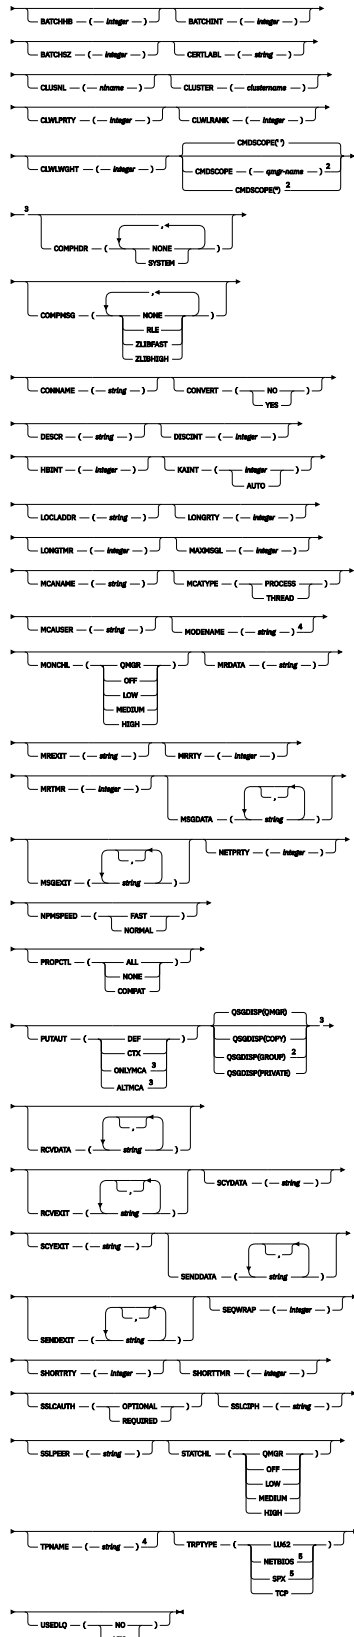 BATCHHB ( integer ) BATCHINT ( integer )
BATCHSZ ( integer ) CERTLABL ( string )
CLUSNL ( nlname ) CLUSTER ( clustername )
CLWLPRTY ( integer ) CLWLRANK ( integer )
CMDSCOPE(' ')
CLWLWGHT ( integer ) CMDSCOPE ( qmgr-name ) 2
CMDSCOPE(*) 2
3
,
COMPHDR ( NONE )
SYSTEM
,
COMPMSG ( NONE )
RLE
ZLIBFAST
ZLIBHIGH
CONNAME ( string ) CONVERT ( NO )
YES
DESCR ( string ) DISCINT ( integer )
HBINT ( integer ) KAINT ( integer )
AUTO
LOCLADDR ( string ) LONGRTY ( integer )
LONGTMR ( integer ) MAXMSGL ( integer )
MCANAME ( string ) MCATYPE ( PROCESS )
THREAD
MCAUSER ( string ) MODENAME ( string ) 4
MONCHL ( QMGR ) MRDATA ( string )
OFF
LOW
MEDIUM
HIGH
MREXIT ( string ) MRRTY ( integer )
MRTMR ( integer )
,
MSGDATA ( string )
,
MSGEXIT ( string ) NETPRTY ( integer )
NPMSPEED ( FAST )
NORMAL
PROPCTL ( ALL )
NONE
COMPAT
QSGDISP(QMGR) 3
PUTAUT ( DEF ) QSGDISP(COPY)
CTX QSGDISP(GROUP) 2
ONLYMCA 3 QSGDISP(PRIVATE)
ALTMCA 3
,
RCVDATA ( string )
,
RCVEXIT ( string ) SCYDATA ( string )
SCYEXIT ( string )
,
SENDDATA ( string )
,
SENDEXIT ( string ) SEQWRAP ( integer )
SHORTRTY ( integer ) SHORTTMR ( integer )
SSLCAUTH ( OPTIONAL ) SSLCIPH ( string )
REQUIRED
SSLPEER ( string ) STATCHL ( QMGR )
OFF
LOW
MEDIUM
HIGH
TPNAME ( string ) 4 TRPTYPE ( LU62 )
NETBIOS 5
SPX 5
TCP
USEDLQ ( NO )